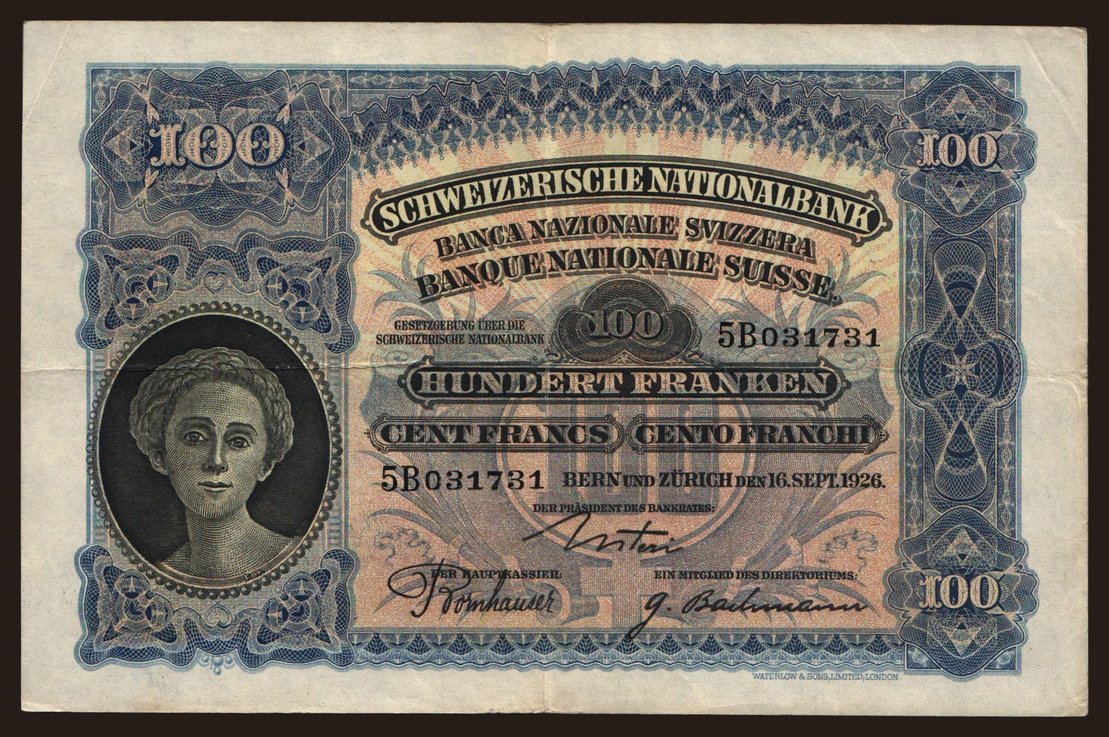 100
100
SCHWEIZERISCHE NATIONALBANK
BANCA NAZIONALE SVIZZERA
BANQUE NATIONALE SUISSE.
GESETZGEBUNG ÜBER DIE
SCHWEIZERISCHE NATIONALBANK
100
5B031731
HUNDERT FRANKEN
100
CENT FRANCS
CENTO FRANCHI
5B031731
BERN UND ZÜRICH DEN 16. SEPT. 1926.
DER PRÄSIDENT DES BANKRATES:
DER HAUPTKASSIER.
EIN MITGLIED DES DIREKTORIUMS:
Bornhauser
G. Bachmann
100
WATERLOW & SONS, LIMITED, LONDON